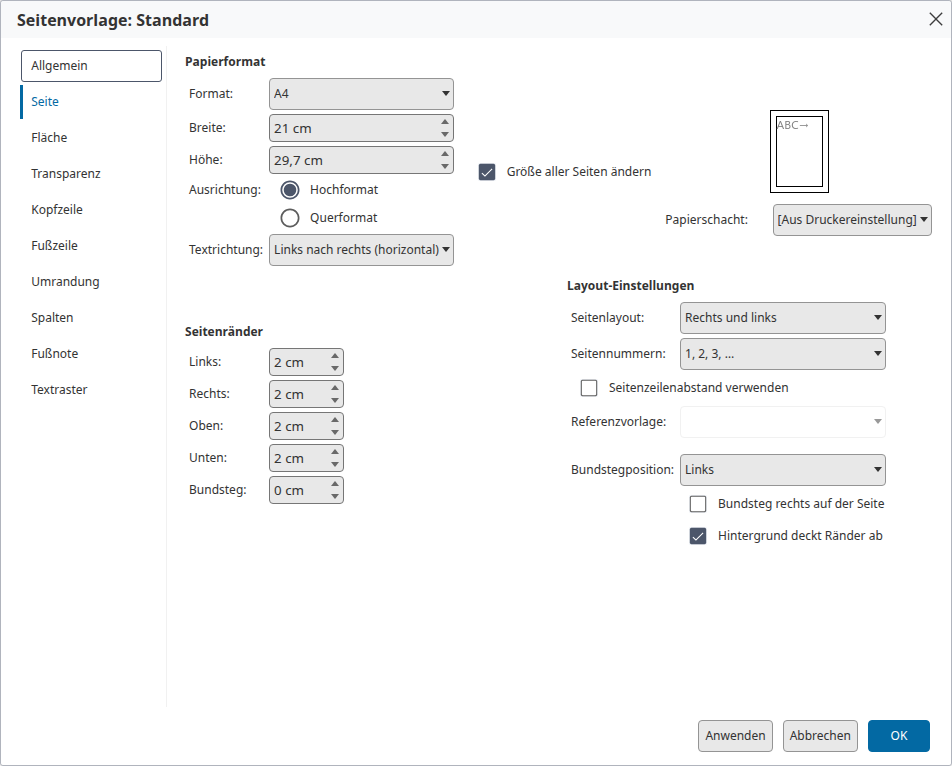 Seitenvorlage: Standard
Allgemein
Seite
Fläche
Transparenz
Kopfzeile
Fußzeile
Umrandung
Spalten
Fußnote
Textraster
Papierformat
Format: A4
Breite: 21 cm
Höhe: 29,7 cm
Ausrichtung: Hochformat
Querformat
Textrichtung: Links nach rechts (horizontal)
Größe aller Seiten ändern
ABC→
Papierschacht: [Aus Druckereinstellung]
Seitenränder
Links: 2 cm
Rechts: 2 cm
Oben: 2 cm
Unten: 2 cm
Bundsteg: 0 cm
Layout-Einstellungen
Seitenlayout: Rechts und links
Seitennummern: 1, 2, 3, ...
Seitenzeilenabstand verwenden
Referenzvorlage:
Bundstegposition: Links
Bundsteg rechts auf der Seite
Hintergrund deckt Ränder ab
Anwenden Abbrechen OK